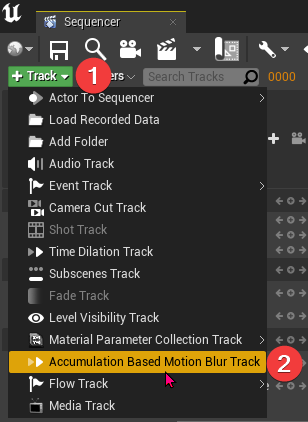 Sequencer
+ Track
1
ers
Search Tracks
0000
Actor To Sequencer
Load Recorded Data
Add Folder
Audio Track
Event Track
Camera Cut Track
Shot Track
Time Dilation Track
Subscenes Track
Fade Track
Level Visibility Track
Material Parameter Collection Track
Accumulation Based Motion Blur Track
2
Flow Track
Media Track